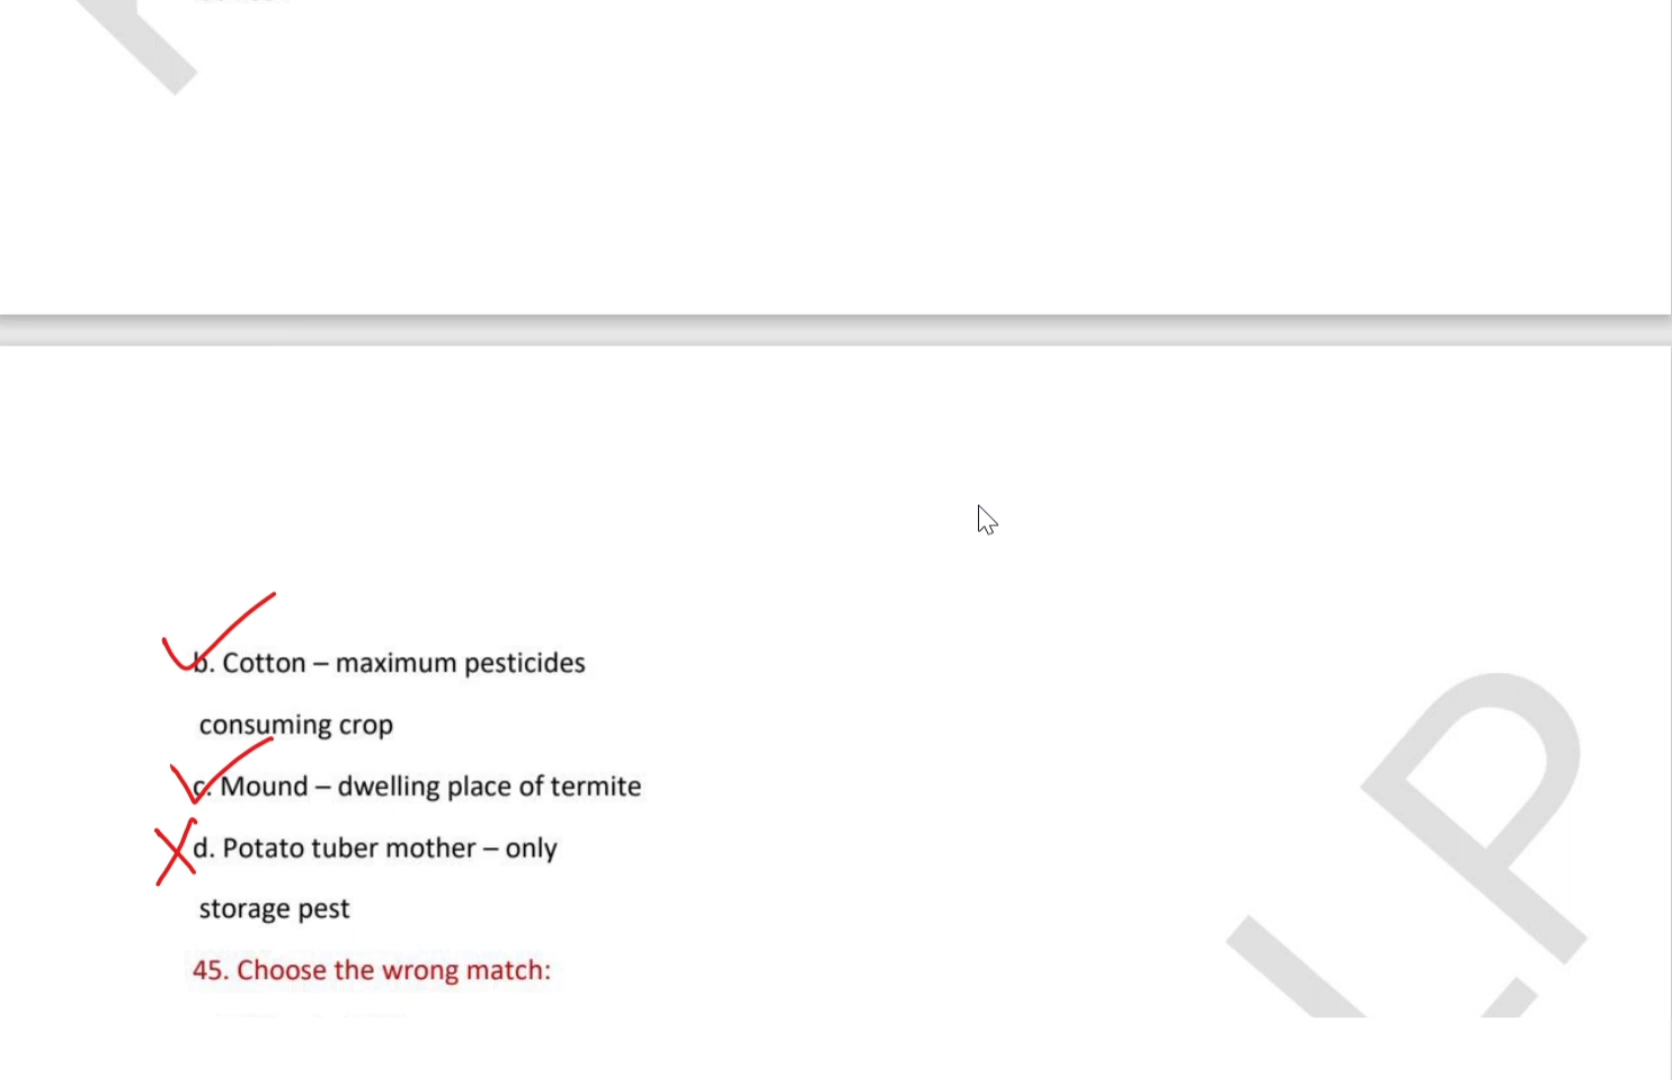 b. Cotton – maximum pesticides
consuming crop
c. Mound – dwelling place of termite
d. Potato tuber mother – only
storage pest
45. Choose the wrong match:
P